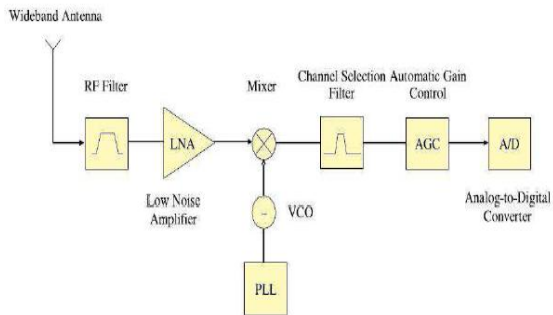 Wideband Antenna
RF Filter
Mixer
Channel Selection Automatic Gain
Filter Control
LNA
AGC
A/D
Low Noise
Amplifier
VCO
Analog-to-Digital
Converter
PLL